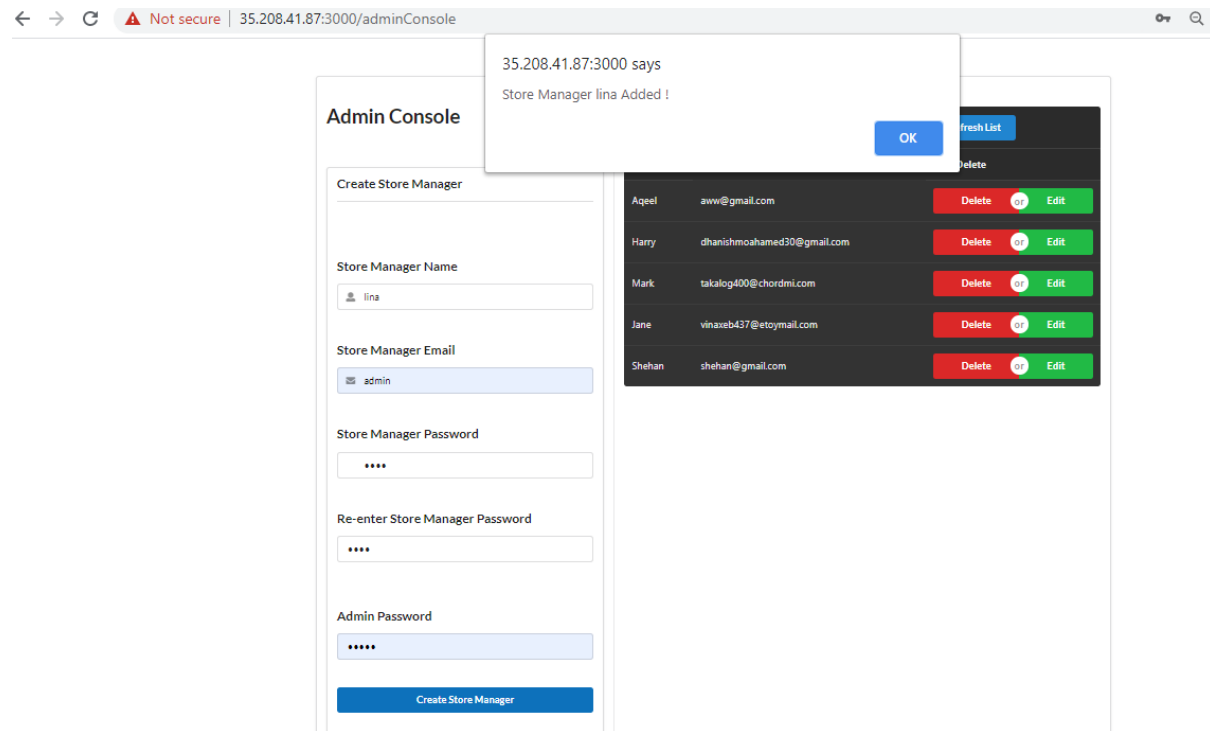 Not secure | 35.208.41.87:3000/adminConsole
35.208.41.87:3000 says
Store Manager lina Added !
OK
Admin Console
Create Store Manager
Store Manager Name
lina
Store Manager Email
admin
Store Manager Password
••••
Re-enter Store Manager Password
••••
Admin Password
•••••
Create Store Manager
fresh List
Delete
Aqeel aww@gmail.com Delete or Edit
Harry dhanishmoahamed30@gmail.com Delete or Edit
Mark takalog400@chordmi.com Delete or Edit
Jane vinaxeb437@etoymail.com Delete or Edit
Shehan shehan@gmail.com Delete or Edit